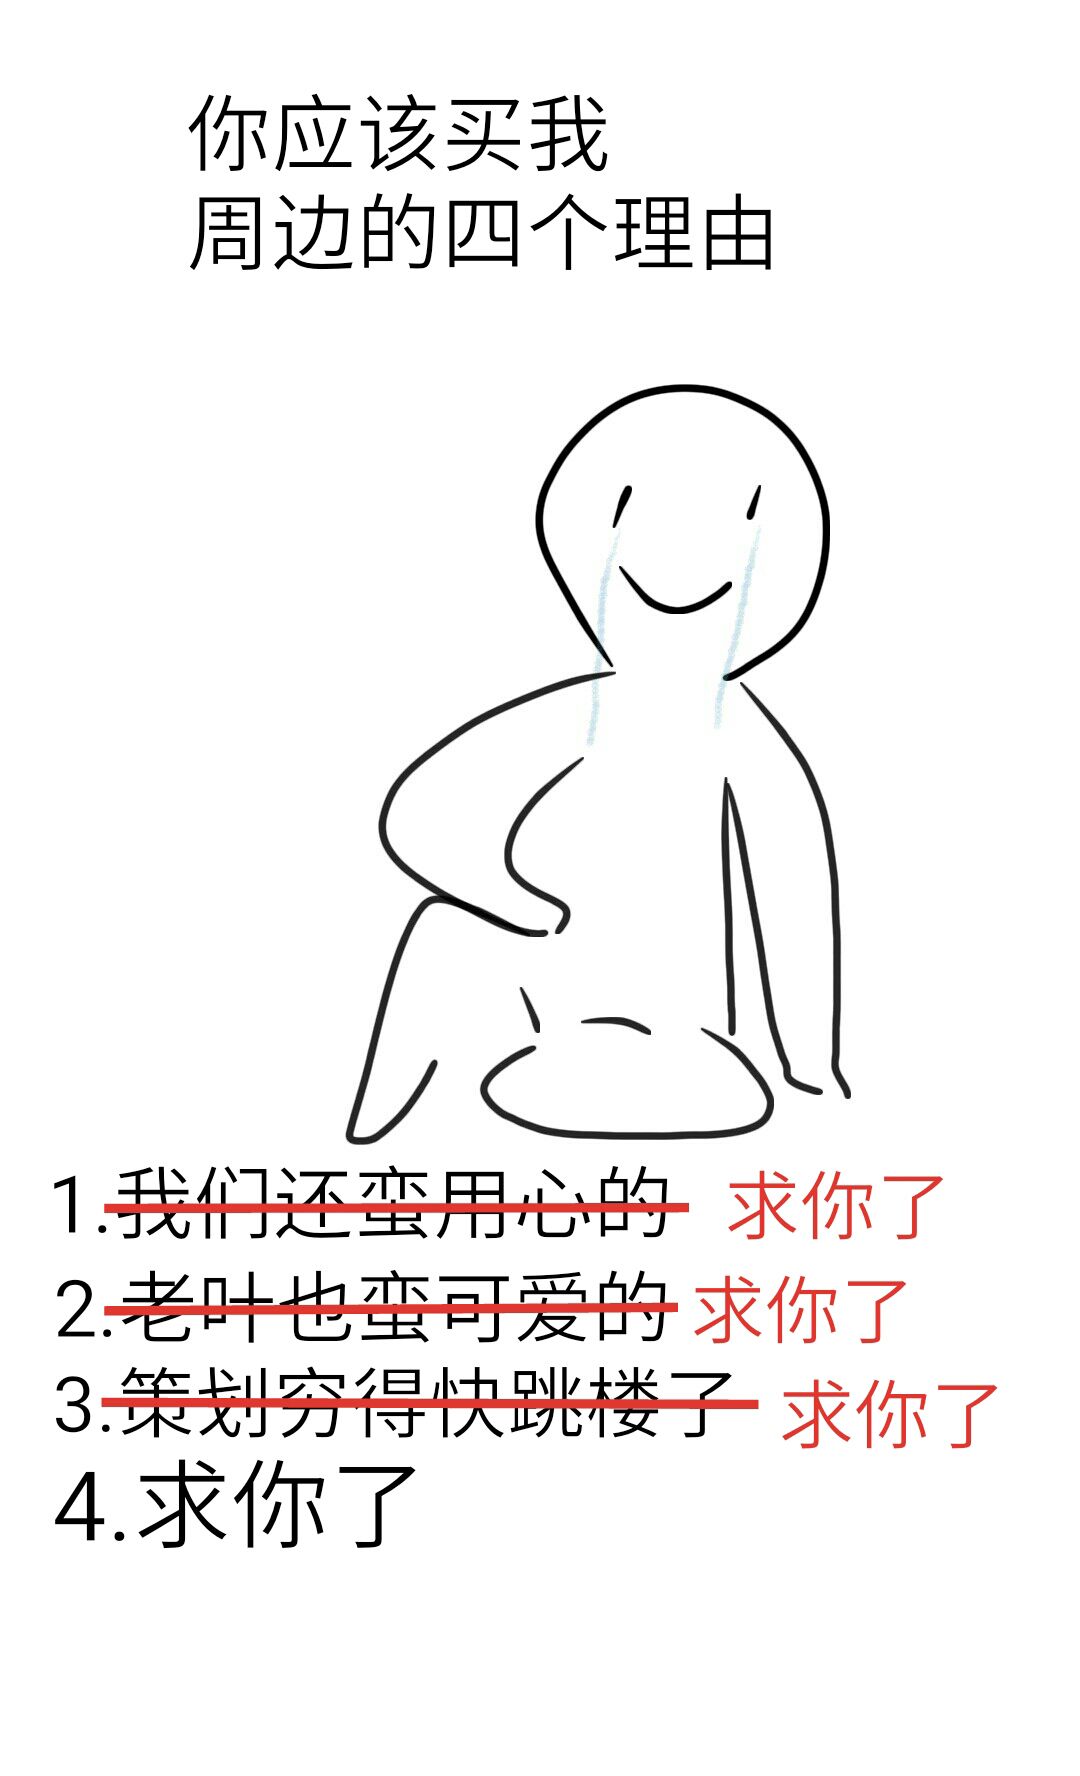 你应该买我
周边的四个理由
1.我们还蛮用心的 求你了
2.老叶也蛮可爱的 求你了
3.策划穷得快跳楼了 求你了
4.求你了